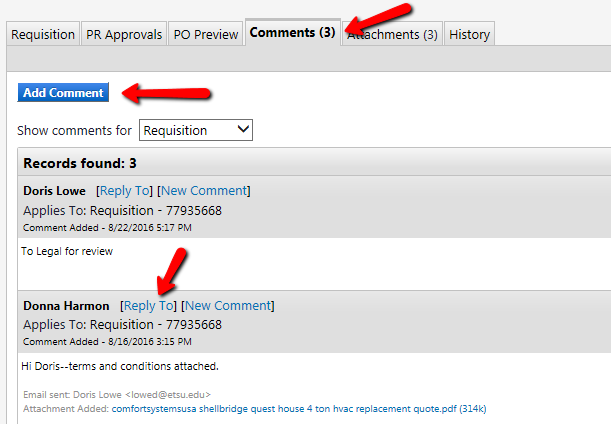 Requisition PR Approvals PO Preview Comments (3) Attachments (3) History
Add Comment
Show comments for Requisition
Records found: 3
Doris Lowe [Reply To] [New Comment]
Applies To: Requisition - 77935668
Comment Added - 8/22/2016 5:17 PM
To Legal for review
Donna Harmon [Reply To] [New Comment]
Applies To: Requisition - 77935668
Comment Added - 8/16/2016 3:15 PM
Hi Doris--terms and conditions attached.
Email sent: Doris Lowe <lowed@etsu.edu>
Attachment Added: comfortsystemsusa shellbridge quest house 4 ton hvac replacement quote.pdf (314k)